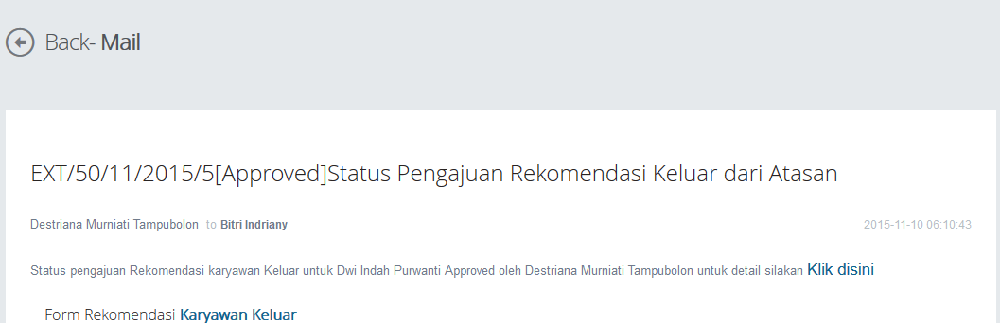 Back- Mail
EXT/50/11/2015/5[Approved]Status Pengajuan Rekomendasi Keluar dari Atasan
Destriana Murniati Tampubolon to Bitri Indriany 2015-11-10 06:10:43
Status pengajuan Rekomendasi karyawan Keluar untuk Dwi Indah Purwanti Approved oleh Destriana Murniati Tampubolon untuk detail silakan Klik disini
Form Rekomendasi Karyawan Keluar